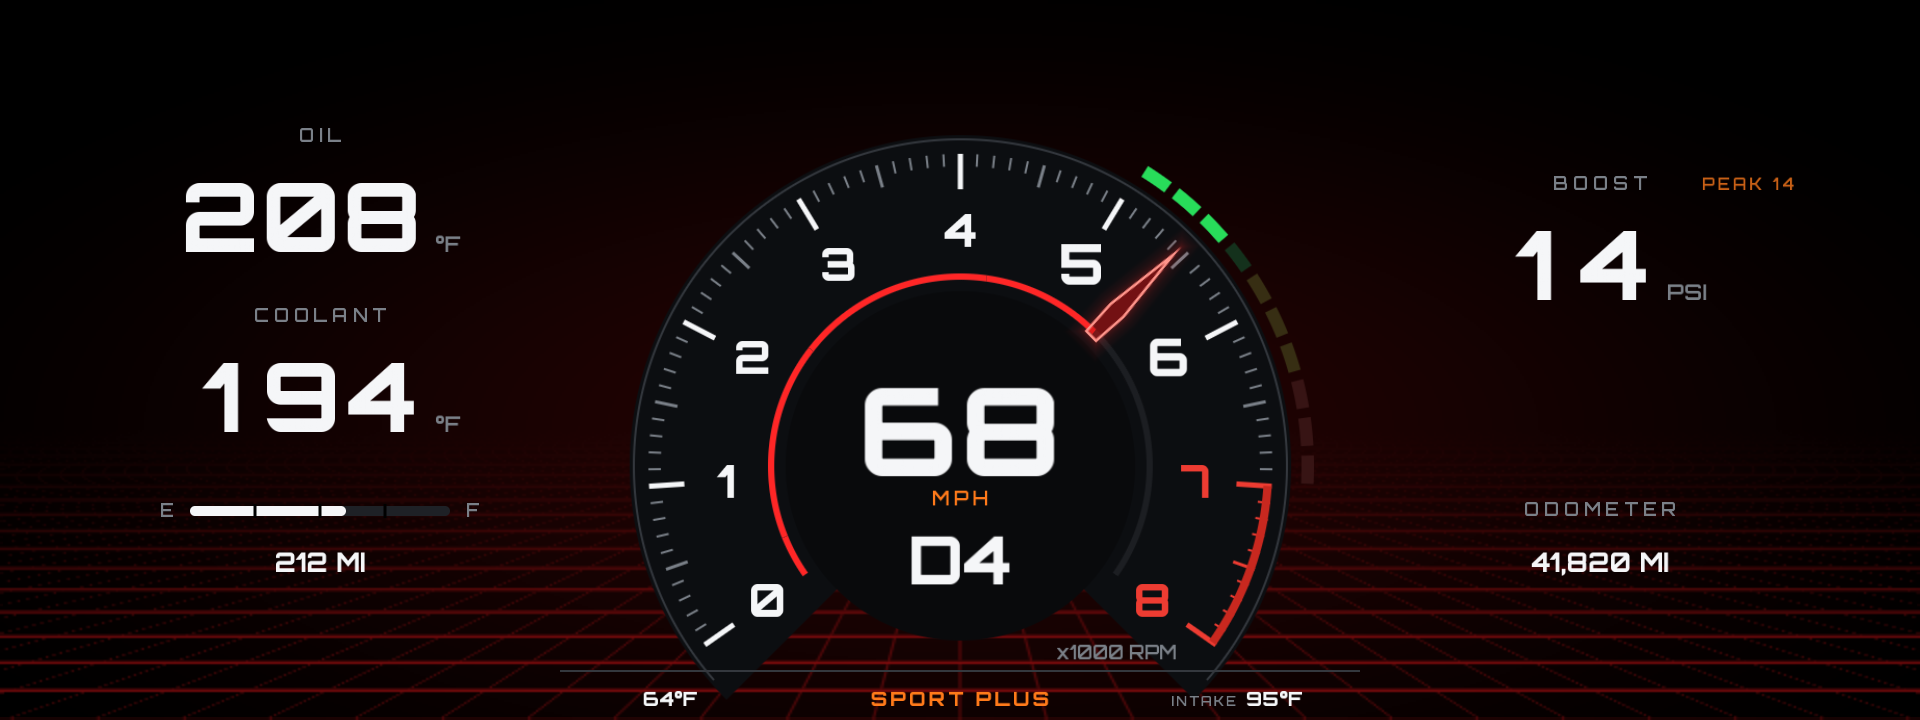 OIL
208 °F
COOLANT
194 °F
E F
212 MI
0
1
2
3
4
5
6
7
8
68
MPH
D4
x1000 RPM
64°F
SPORT PLUS
INTAKE 95°F
BOOST PEAK 14
14 PSI
ODOMETER
41,820 MI